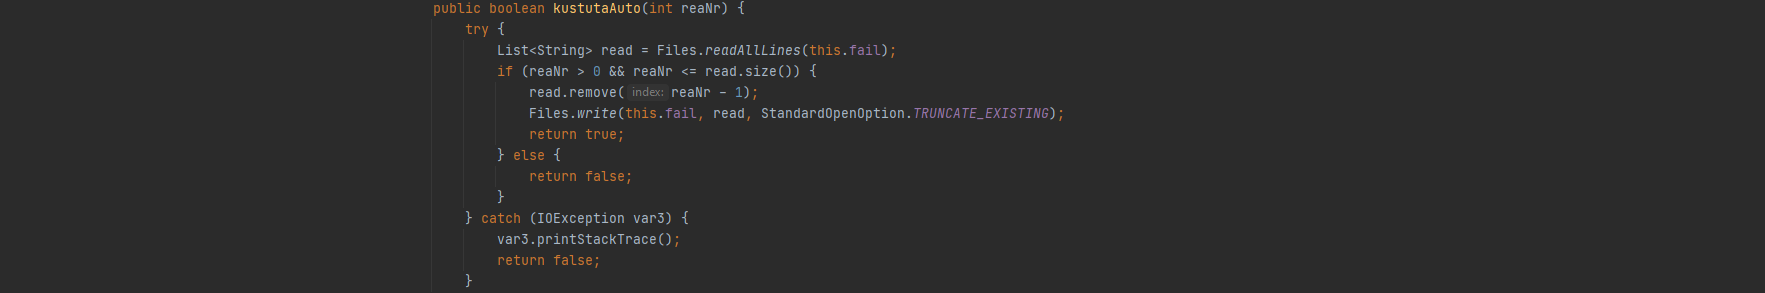 public boolean kustutaAuto(int reaNr) {
try {
List<String> read = Files.readAllLines(this.fail);
if (reaNr > 0 && reaNr <= read.size()) {
read.remove( index: reaNr - 1);
Files.write(this.fail, read, StandardOpenOption.TRUNCATE_EXISTING);
return true;
} else {
return false;
}
} catch (IOException var3) {
var3.printStackTrace();
return false;
}